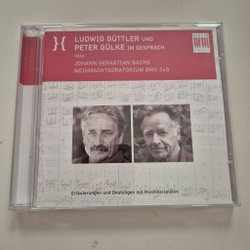 LUDWIG GÜTTLER UND
PETER GÜLKE IM GESPRÄCH
ÜBER
JOHANN SEBASTIAN BACHS
WEIHNACHTSORATORIUM BWV 248
Erläuterungen und Deutungen mit Musikbeispielen